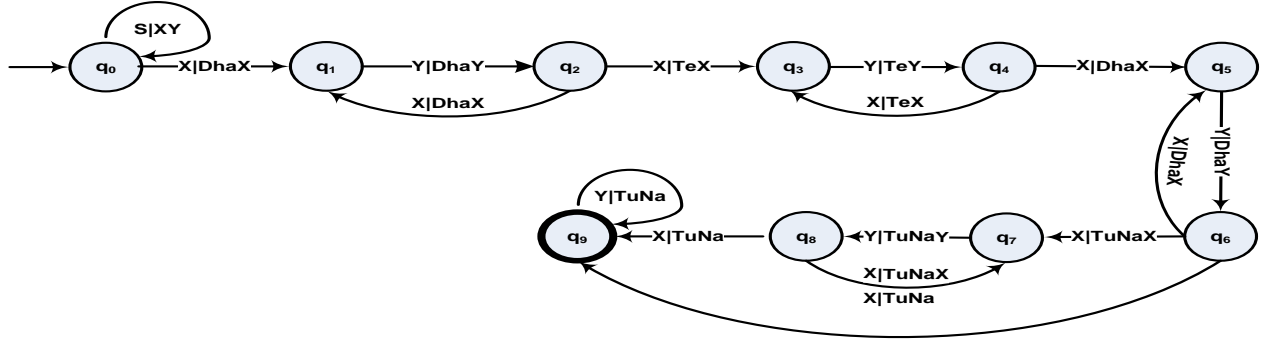 S|XY
q₀ X|DhaX q₁ Y|DhaY q₂ X|TeX q₃ Y|TeY q₄ X|DhaX q₅
X|DhaX X|TeX
X|DhaX Y|DhaY
Y|TuNa
q₉ X|TuNa q₈ Y|TuNaY q₇ X|TuNaX q₆
X|TuNaX
X|TuNa